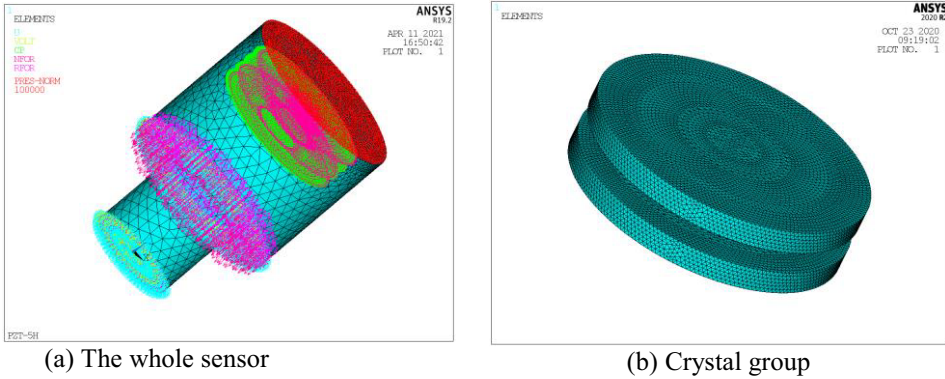 1
ELEMENTS
U
VOLT
CP
NFOR
RFOR
PRES-NORM
100000
ANSYS
R19.2
APR 11 2021
16:50:42
PLOT NO. 1
PZT-5H
(a) The whole sensor
1
ELEMENTS
ANSYS
2020 R2
OCT 23 2020
09:19:02
PLOT NO. 1
(b) Crystal group